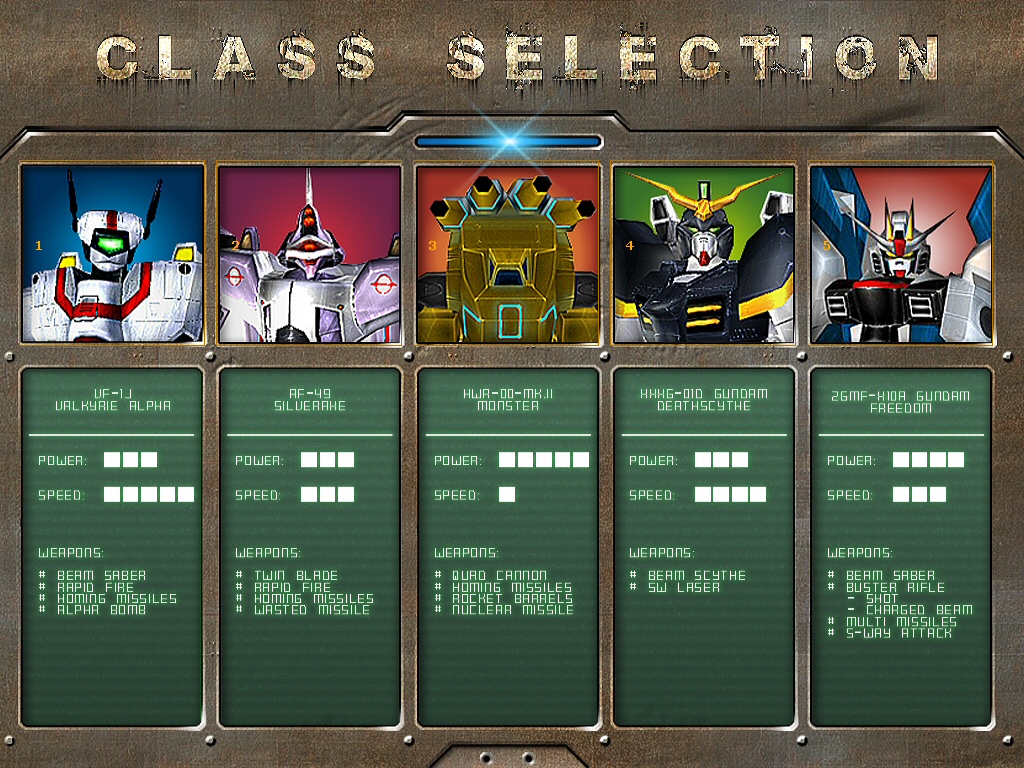 CLASS SELECTION
1
2
3
4
5
VF-1J
VALKYRIE ALPHA
POWER:
SPEED:
WEAPONS:
# BEAM SABER
# RAPID FIRE
# HOMING MISSILES
# ALPHA BOMB
AF-49
SILVERAXE
POWER:
SPEED:
WEAPONS:
# TWIN BLADE
# RAPID FIRE
# HOMING MISSILES
# WASTED MISSILE
HWR-00-MK.II
MONSTER
POWER:
SPEED:
WEAPONS:
# QUAD CANNON
# HOMING MISSILES
# ROCKET BARRELS
# NUCLEAR MISSILE
XXXG-01D GUNDAM
DEATHSCYTHE
POWER:
SPEED:
WEAPONS:
# BEAM SCYTHE
# SW LASER
ZGMF-X10A GUNDAM
FREEDOM
POWER:
SPEED:
WEAPONS:
# BEAM SABER
# BUSTER RIFLE
- SHOT
- CHARGED BEAM
# MULTI MISSILES
# 5-WAY ATTACK